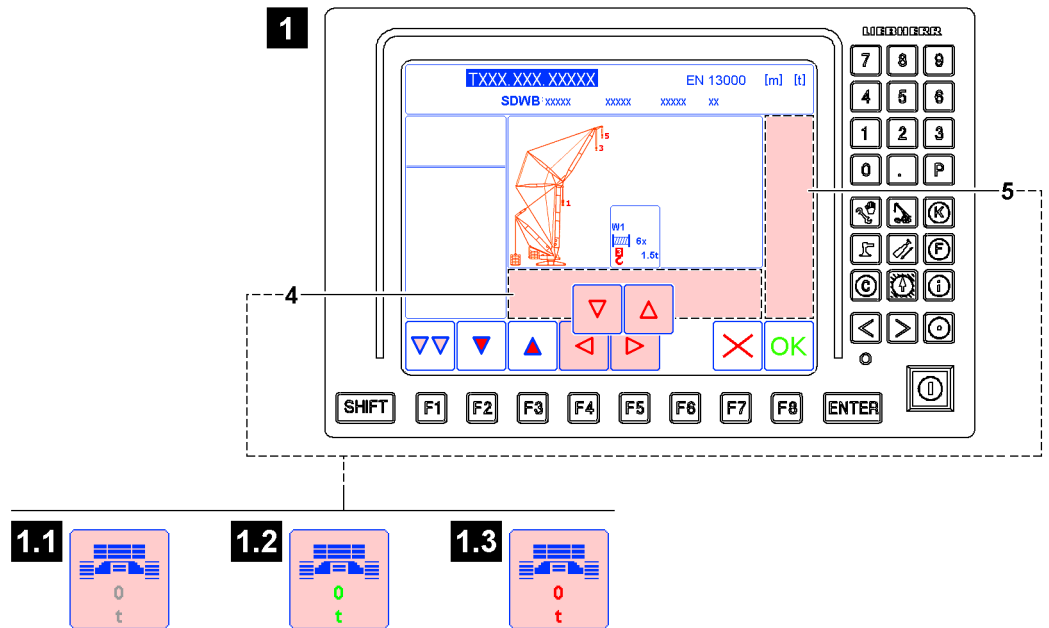 1
LIEBHERR
TXXX. XXX. XXXXX EN 13000 [m] [t]
SDWB: xxxxx xxxxx xxxxx xx
7 8 9
4 5 6
1 2 3
0 . P
5
3
1
W1
6x
3
1.5t
4
5
K
F
C
i
OK
SHIFT F1 F2 F3 F4 F5 F6 F7 F8 ENTER
1.1
0
t
1.2
0
t
1.3
0
t